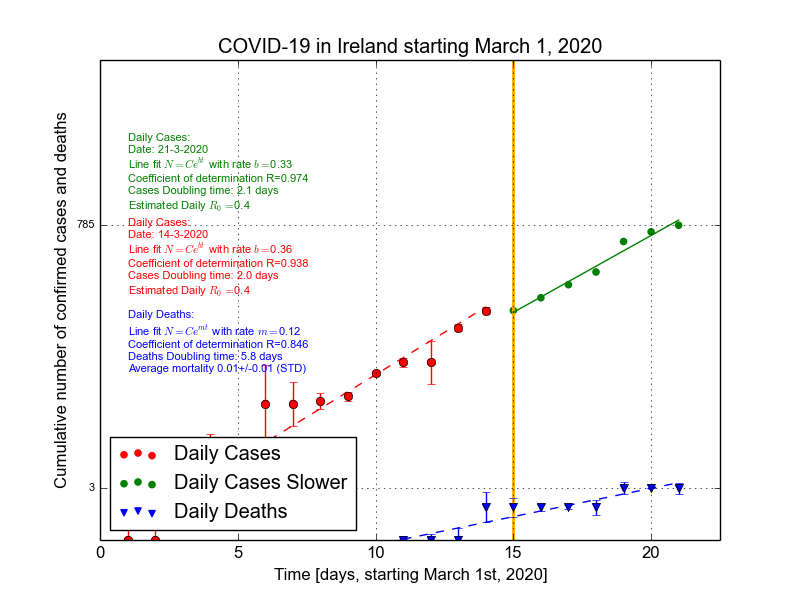 COVID-19 in Ireland starting March 1, 2020
Cumulative number of confirmed cases and deaths
785
3
Daily Cases:
Date: 21-3-2020
Line fit N = Ce^{bt} with rate b = 0.33
Coefficient of determination R=0.974
Cases Doubling time: 2.1 days
Estimated Daily R_0 = 0.4
Daily Cases:
Date: 14-3-2020
Line fit N = Ce^{bt} with rate b = 0.36
Coefficient of determination R=0.938
Cases Doubling time: 2.0 days
Estimated Daily R_0 = 0.4
Daily Deaths:
Line fit N = Ce^{mt} with rate m = 0.12
Coefficient of determination R=0.846
Deaths Doubling time: 5.8 days
Average mortality 0.01+/-0.01 (STD)
Daily Cases
Daily Cases Slower
Daily Deaths
0 5 10 15 20
Time [days, starting March 1st, 2020]